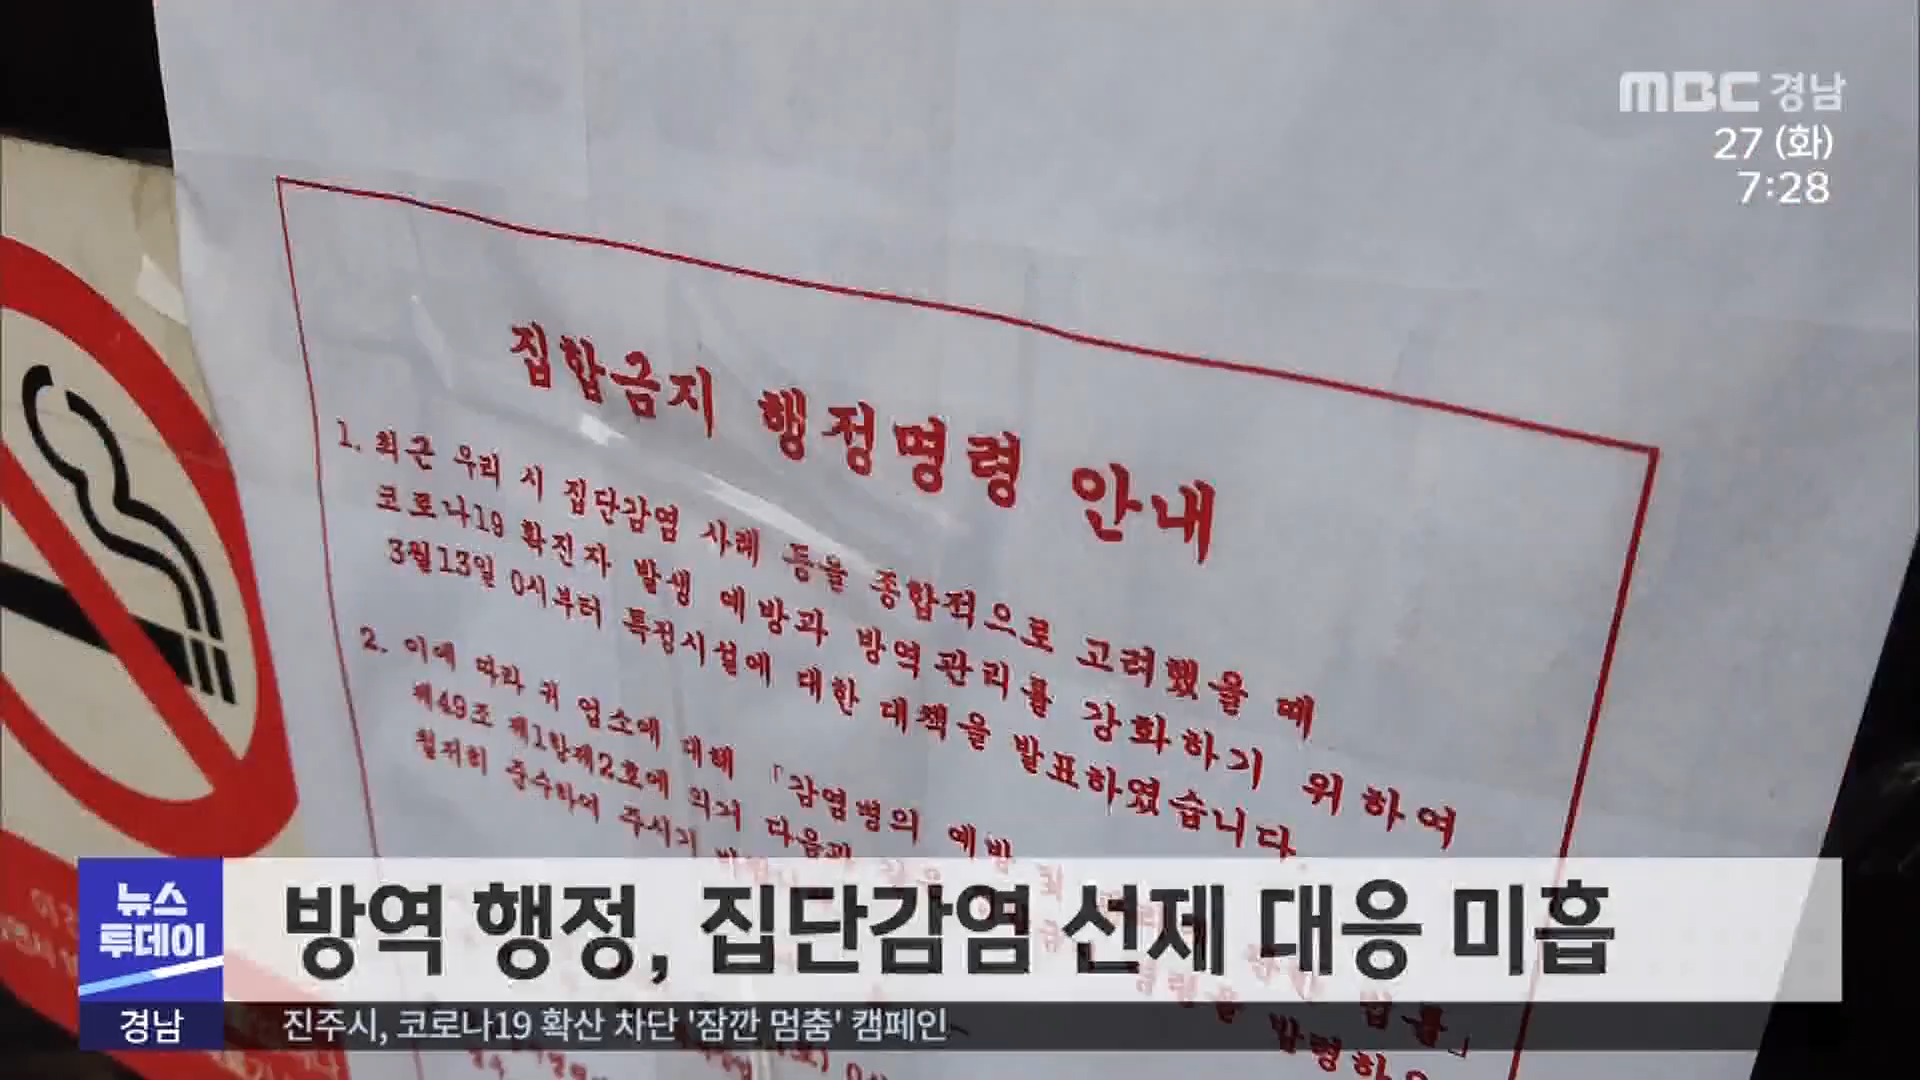 MBC 경남
27 (화)
7:28
집합금지 행정명령 안내
1. 최근 우리 시 집단감염 사례 등을 종합적으로 고려했을 때
코로나19 확진자 발생 예방과 방역관리를 강화하기 위하여
3월13일 0시부터 특정시설에 대한 대책을 발표하였습니다.
2. 이에 따라 귀 업소에 대해 「감염병의 예방
제49조 제1항제2호에 의거 다음과 같은
철저히 준수하여 주시기
뉴스
투데이
방역 행정, 집단감염 선제 대응 미흡
경남
진주시, 코로나19 확산 차단 '잠깐 멈춤' 캠페인